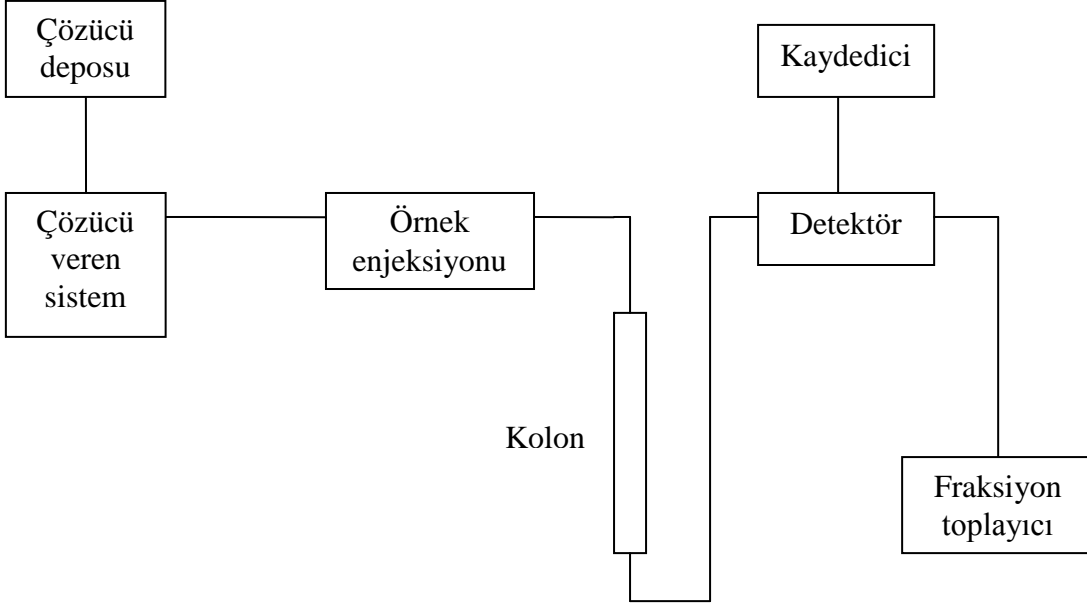 Çözücü
deposu
Kaydedici
Çözücü
veren
sistem
Örnek
enjeksiyonu
Detektör
Kolon
Fraksiyon
toplayıcı